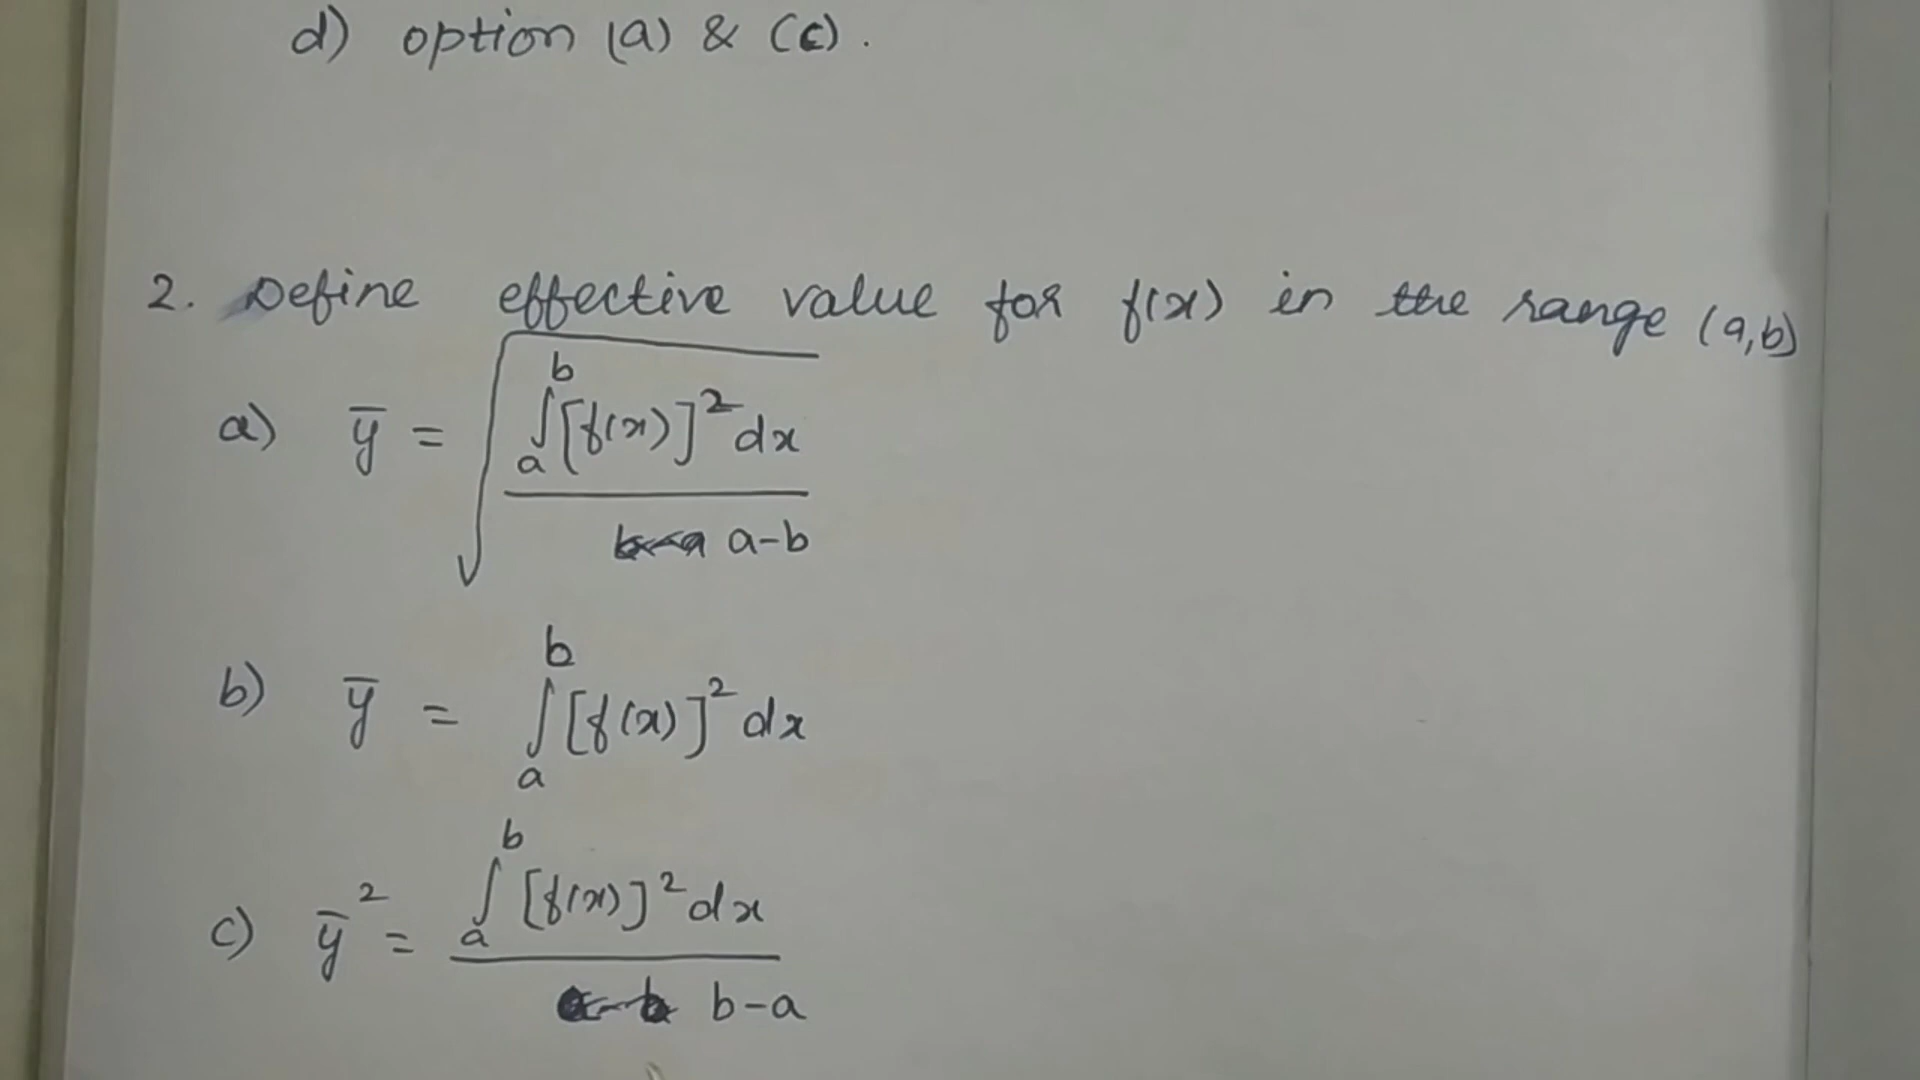 d) option (a) & (c).
2. Define effective value for f(x) in the range (a,b)
a) ȳ = √(∫ₐᵇ [f(x)]² dx / a-b)
b) ȳ = ∫ₐᵇ [f(x)]² dx
c) ȳ² = ∫ₐᵇ [f(x)]² dx / b-a